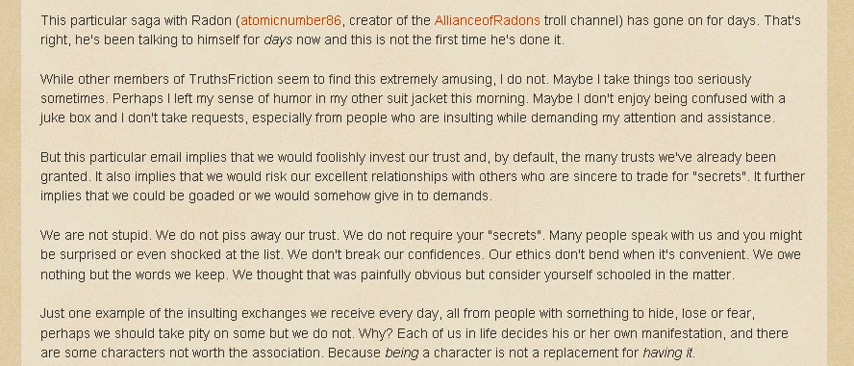 This particular saga with Radon (atomicnumber86, creator of the AllianceofRadons troll channel) has gone on for days. That's
right, he's been talking to himself for days now and this is not the first time he's done it.
While other members of TruthsFriction seem to find this extremely amusing, I do not. Maybe I take things too seriously
sometimes. Perhaps I left my sense of humor in my other suit jacket this morning. Maybe I don't enjoy being confused with a
juke box and I don't take requests, especially from people who are insulting while demanding my attention and assistance.
But this particular email implies that we would foolishly invest our trust and, by default, the many trusts we've already been
granted. It also implies that we would risk our excellent relationships with others who are sincere to trade for "secrets". It further
implies that we could be goaded or we would somehow give in to demands.
We are not stupid. We do not piss away our trust. We do not require your "secrets". Many people speak with us and you might
be surprised or even shocked at the list. We don't break our confidences. Our ethics don't bend when it's convenient. We owe
nothing but the words we keep. We thought that was painfully obvious but consider yourself schooled in the matter.
Just one example of the insulting exchanges we receive every day, all from people with something to hide, lose or fear,
perhaps we should take pity on some but we do not. Why? Each of us in life decides his or her own manifestation, and there
are some characters not worth the association. Because being a character is not a replacement for having it.